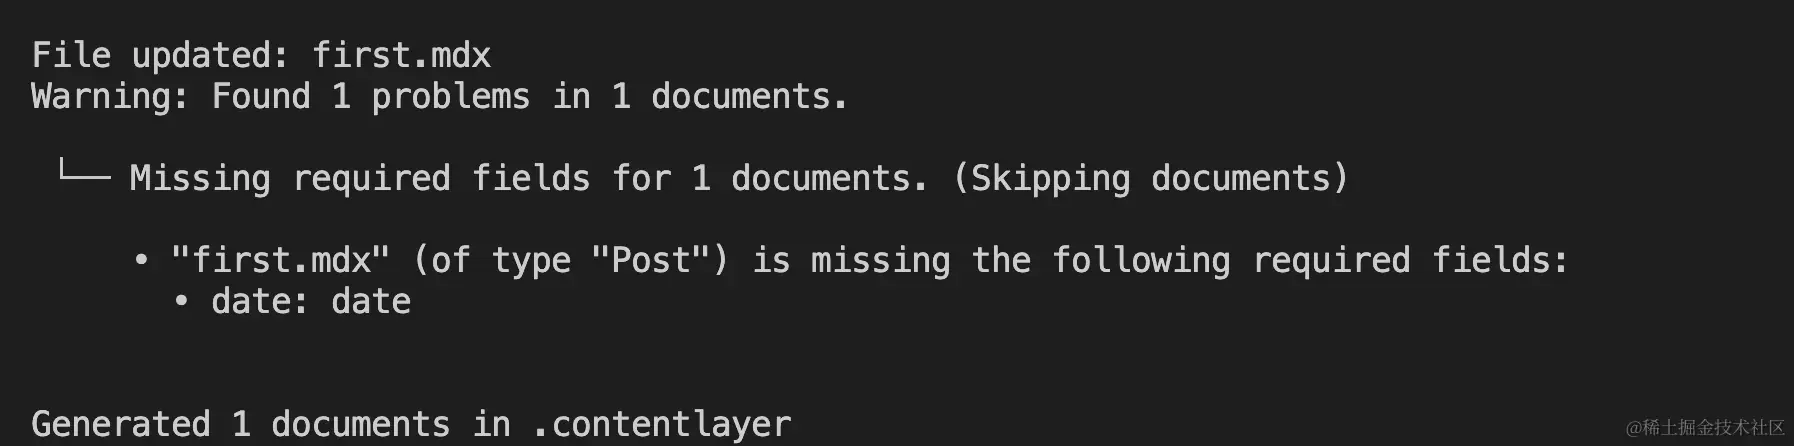 File updated: first.mdx
Warning: Found 1 problems in 1 documents.
└── Missing required fields for 1 documents. (Skipping documents)
• "first.mdx" (of type "Post") is missing the following required fields:
• date: date
Generated 1 documents in .contentlayer
@稀土掘金技术社区